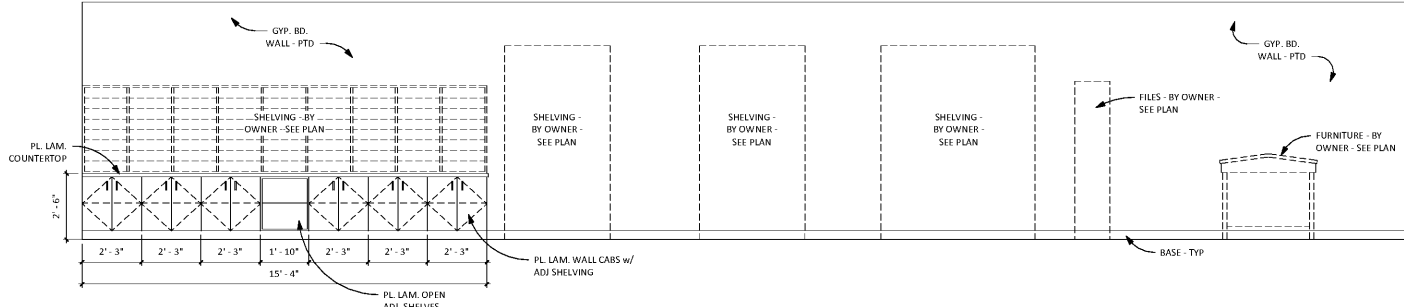 GYP. BD.
WALL - PTD
GYP. BD.
WALL - PTD
SHELVING - BY
OWNER - SEE PLAN
SHELVING -
BY OWNER -
SEE PLAN
SHELVING -
BY OWNER -
SEE PLAN
SHELVING -
BY OWNER -
SEE PLAN
FILES - BY OWNER -
SEE PLAN
FURNITURE - BY
OWNER - SEE PLAN
PL. LAM.
COUNTERTOP
2' - 6"
2' - 3"
2' - 3"
2' - 3"
1' - 10"
2' - 3"
2' - 3"
2' - 3"
15' - 4"
PL. LAM. WALL CABS w/
ADJ SHELVING
BASE - TYP
PL. LAM. OPEN
ADJ. SHELVES